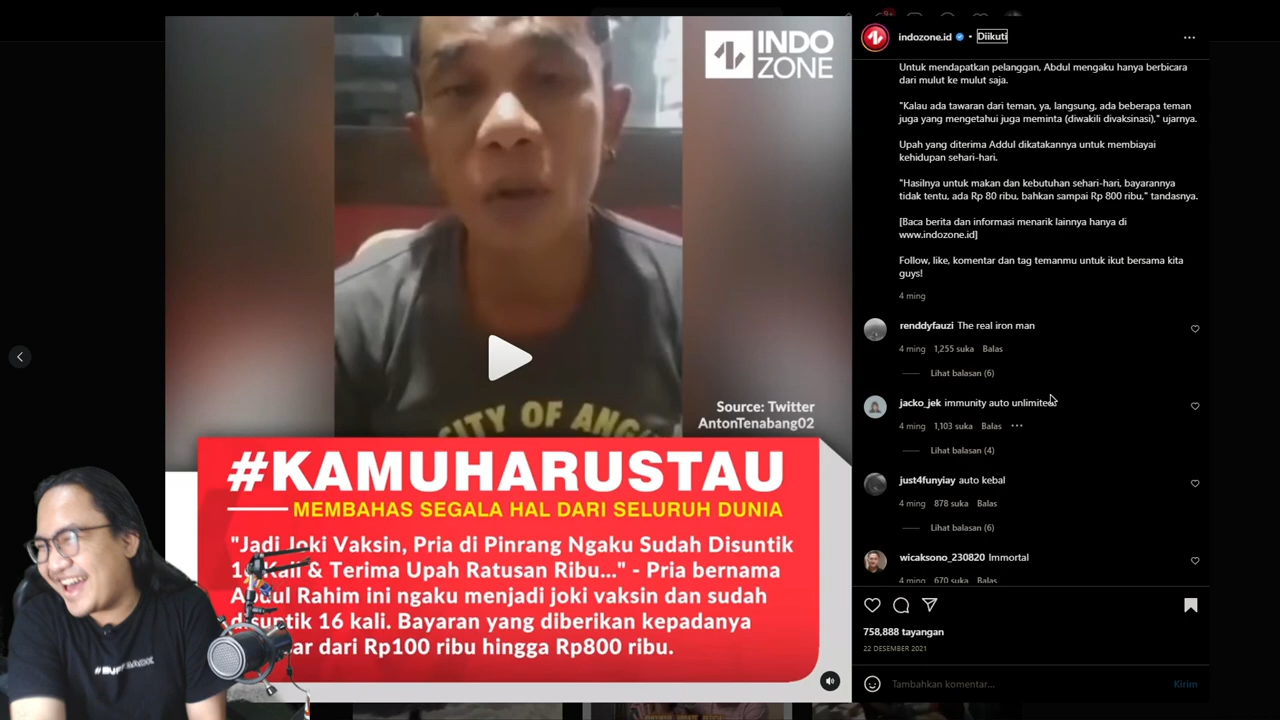 INDO
ZONE
Source: Twitter
AntonTenabang02
#KAMUHARUSTAU
MEMBAHAS SEGALA HAL DARI SELURUH DUNIA
"Jadi Joki Vaksin, Pria di Pinrang Ngaku Sudah Disuntik
Kali & Terima Upah Ratusan Ribu..." - Pria bernama
Abdul Rahim ini ngaku menjadi joki vaksin dan sudah
disuntik 16 kali. Bayaran yang diberikan kepadanya
dari Rp100 ribu hingga Rp800 ribu.
indozone.id • Diikuti
Untuk mendapatkan pelanggan, Abdul mengaku hanya berbicara
dari mulut ke mulut saja.
"Kalau ada tawaran dari teman, ya, langsung, ada beberapa teman
juga yang mengetahui juga meminta (diwakili divaksinasi)," ujarnya.
Upah yang diterima Addul dikatakannya untuk membiayai
kehidupan sehari-hari.
"Hasilnya untuk makan dan kebutuhan sehari-hari, bayarannya
tidak tentu, ada Rp 80 ribu, bahkan sampai Rp 800 ribu," tandasnya.
[Baca berita dan informasi menarik lainnya hanya di
www.indozone.id]
Follow, like, komentar dan tag temanmu untuk ikut bersama kita
guys!
4 ming
renddyfauzi The real iron man
4 ming 1,255 suka Balas
Lihat balasan (6)
jacko_jek immunity auto unlimiteed
4 ming 1,103 suka Balas
Lihat balasan (4)
just4funyiay auto kebal
4 ming 878 suka Balas
Lihat balasan (6)
wicaksono_230820 Immortal
4 ming 670 suka Balas
758,888 tayangan
22 DESEMBER 2021
Tambahkan komentar...
Kirim